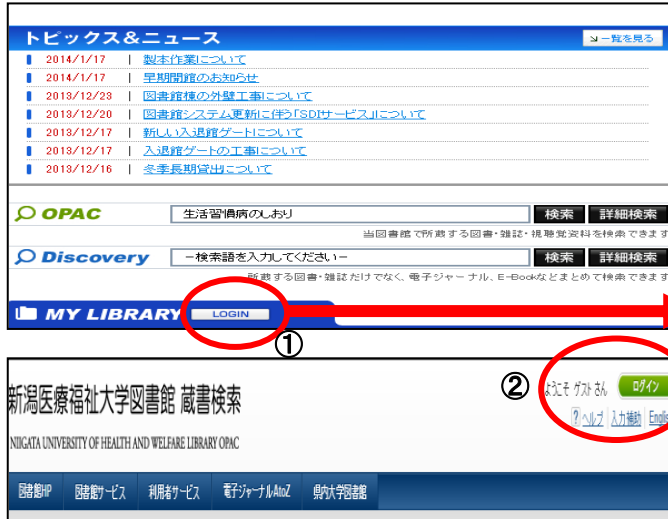 トピックス&ニュース
一覧を見る
2014/1/17 | 製本作業について
2014/1/17 | 早期開館のお知らせ
2013/12/23 | 図書館棟の外壁工事について
2013/12/20 | 図書館システム更新に伴う「SDIサービス」について
2013/12/17 | 新しい入退館ゲートについて
2013/12/17 | 入退館ゲートの工事について
2013/12/16 | 冬季長期貸出について
OPAC 生活習慣病のしおり 検索 詳細検索
当図書館で所蔵する図書・雑誌・視聴覚資料を検索できます
Discovery －検索語を入力してください－ 検索 詳細検索
所蔵する図書・雑誌だけでなく、電子ジャーナル、E-Bookなどまとめて検索できます
MY LIBRARY LOGIN
①
②
ようこそ ゲスト さん ログイン
新潟医療福祉大学図書館 蔵書検索
? ヘルプ 入力補助 Englis
NIIGATA UNIVERSITY OF HEALTH AND WELFARE LIBRARY OPAC
図書館HP 図書館サービス 利用者サービス 電子ジャーナルAtoZ 県内大学図書館